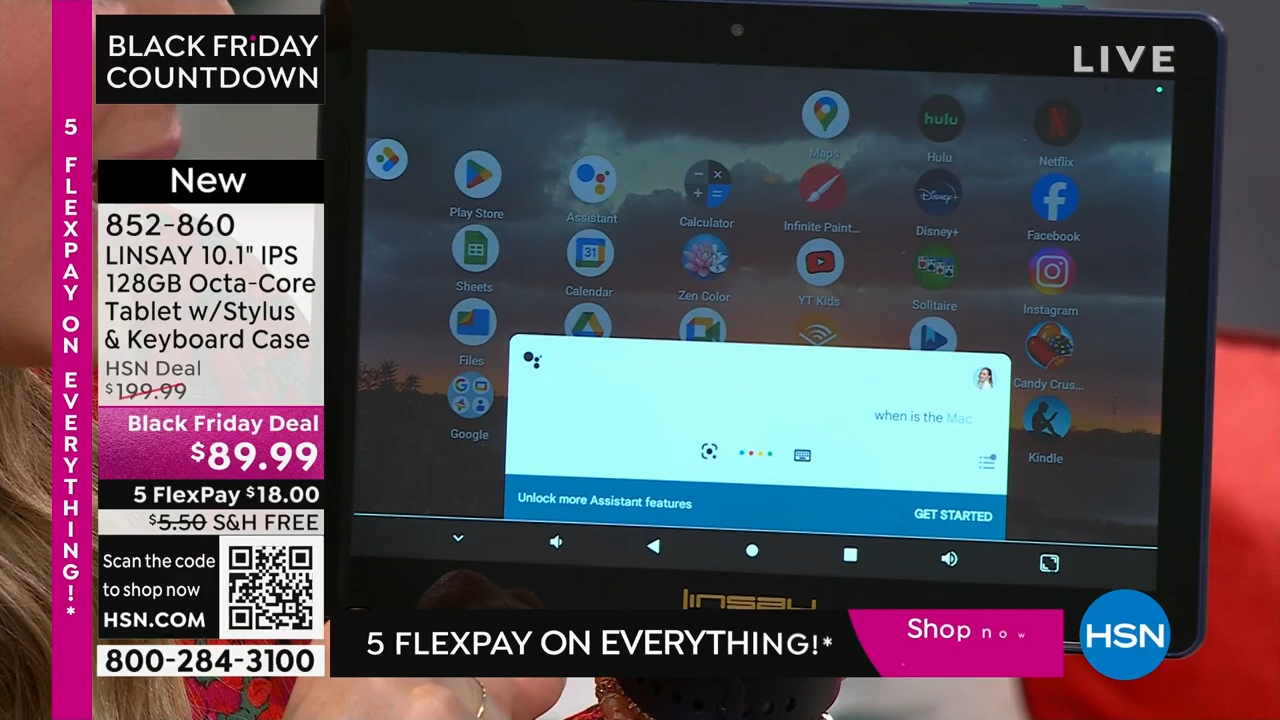 BLACK FRiDAY
COUNTDOWN
5 FLEXPAY ON EVERYTHING!*
New
852-860
LINSAY 10.1" IPS
128GB Octa-Core
Tablet w/Stylus
& Keyboard Case
HSN Deal
$199.99
Black Friday Deal
$89.99
5 FlexPay $18.00
$5.50 S&H FREE
Scan the code
to shop now
HSN.COM
800-284-3100
LIVE
Maps
hulu
Hulu
N
Netflix
Play Store
Assistant
Calculator
Infinite Paint...
Disney+
Disney+
Facebook
Sheets
31
Calendar
Zen Color
YT Kids
Solitaire
Instagram
Files
Candy Crus...
Google
Kindle
when is the Mac
Unlock more Assistant features
GET STARTED
linsay
5 FLEXPAY ON EVERYTHING!*
Shop now
HSN